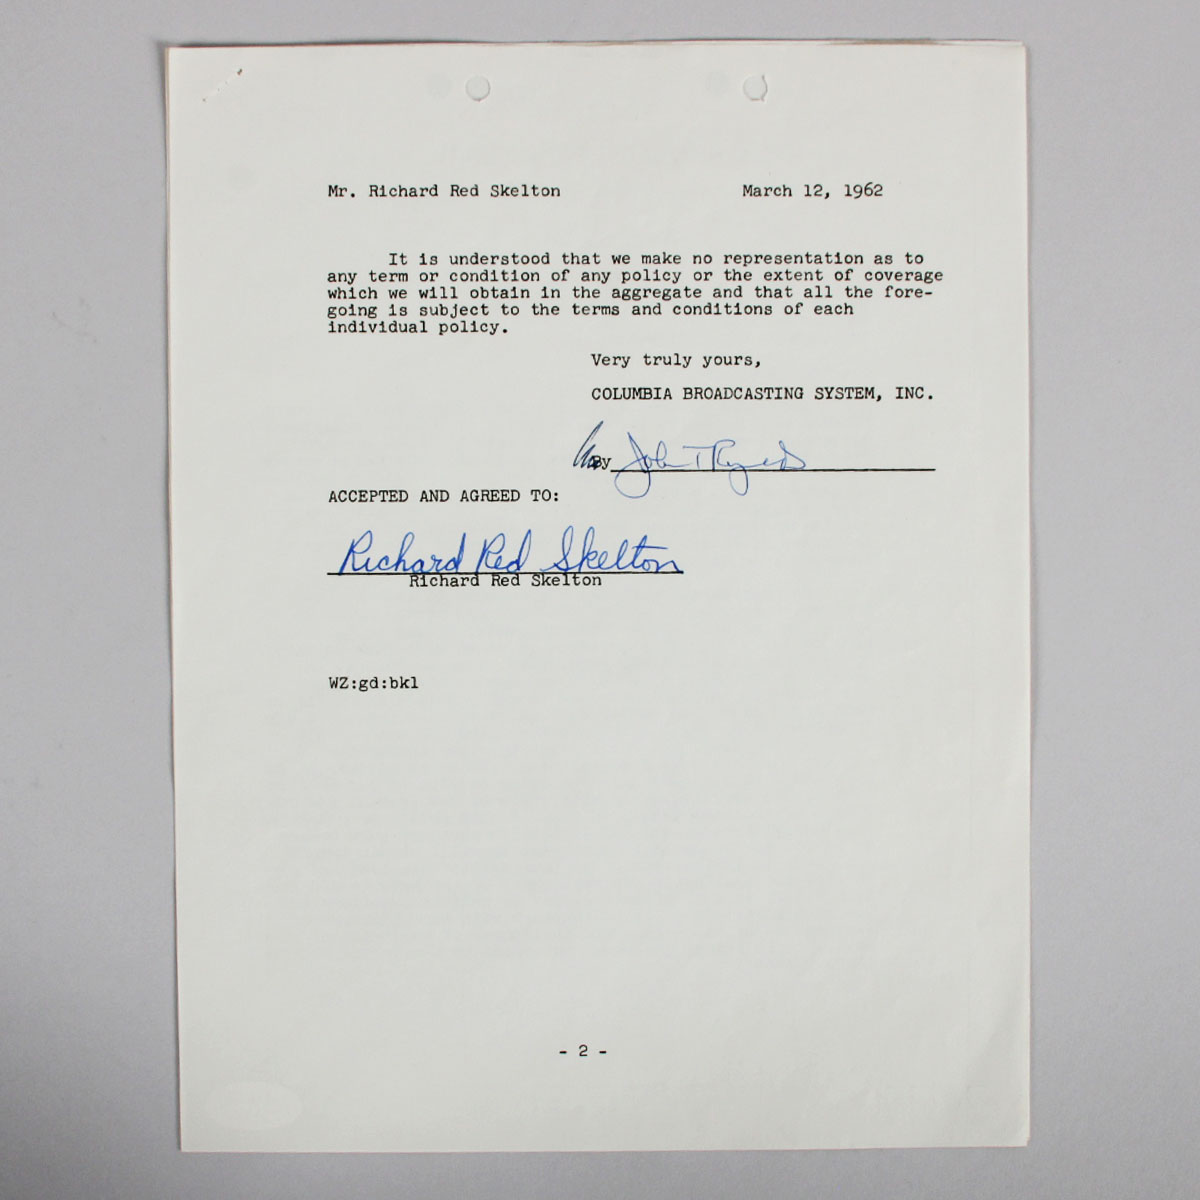 Mr. Richard Red Skelton March 12, 1962
It is understood that we make no representation as to
any term or condition of any policy or the extent of coverage
which we will obtain in the aggregate and that all the fore-
going is subject to the terms and conditions of each
individual policy.
Very truly yours,
COLUMBIA BROADCASTING SYSTEM, INC.
By John T
ACCEPTED AND AGREED TO:
Richard Red Skelton
Richard Red Skelton
WZ:gd:bkl
- 2 -